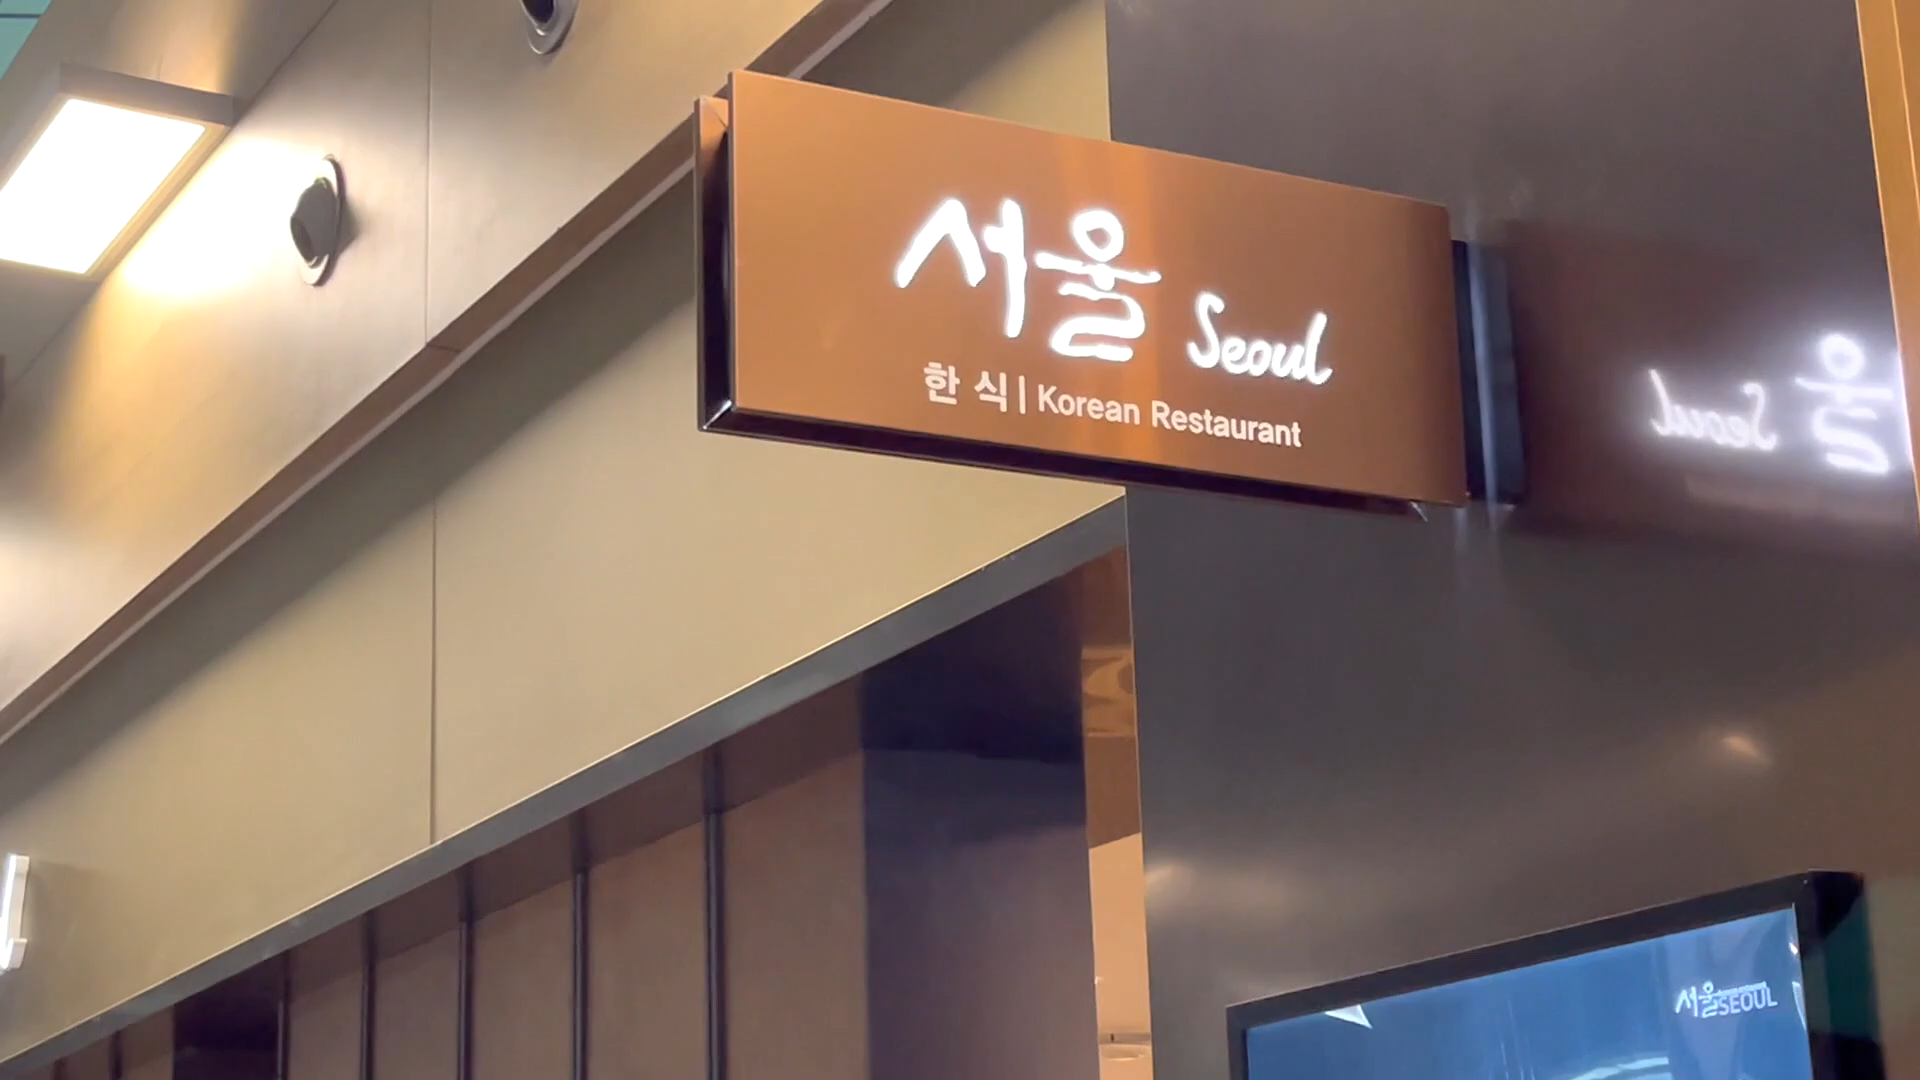 서울 Seoul
한식 | Korean Restaurant
서울 SEOUL